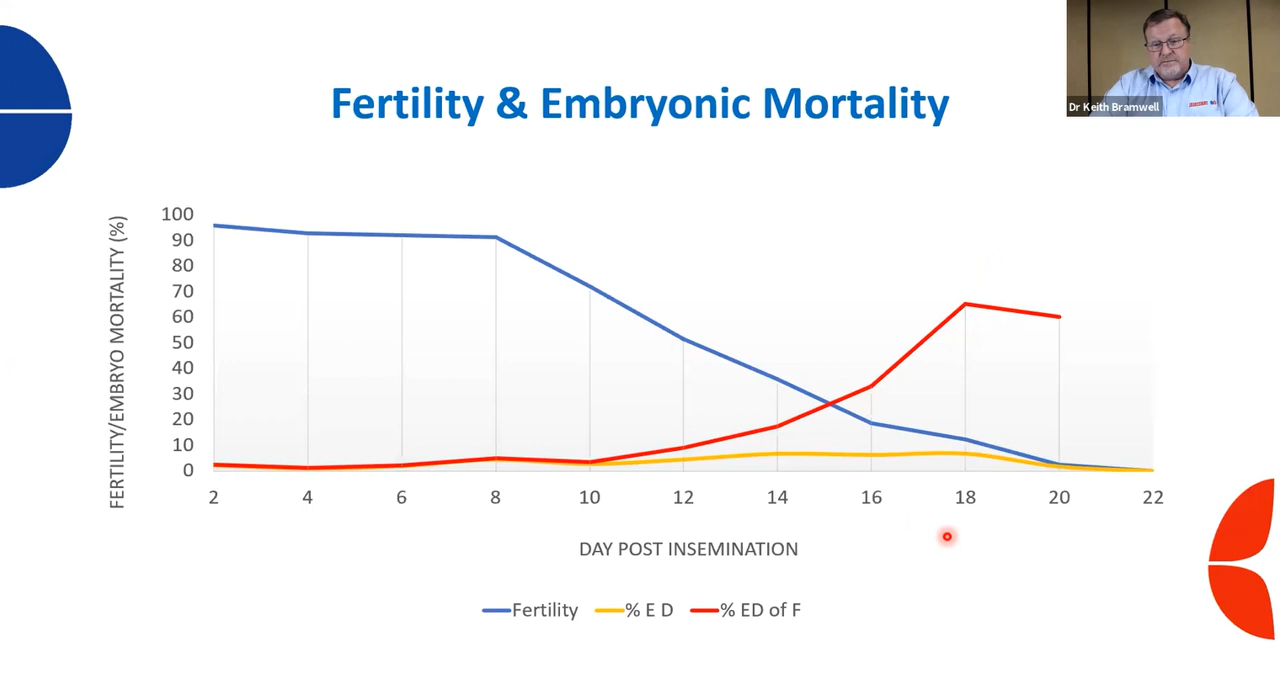 Dr Keith Bramwell
Fertility & Embryonic Mortality
FERTILITY/EMBRYO MORTALITY (%)
100
90
80
70
60
50
40
30
20
10
0
2 4 6 8 10 12 14 16 18 20 22
DAY POST INSEMINATION
Fertility % E D % ED of F